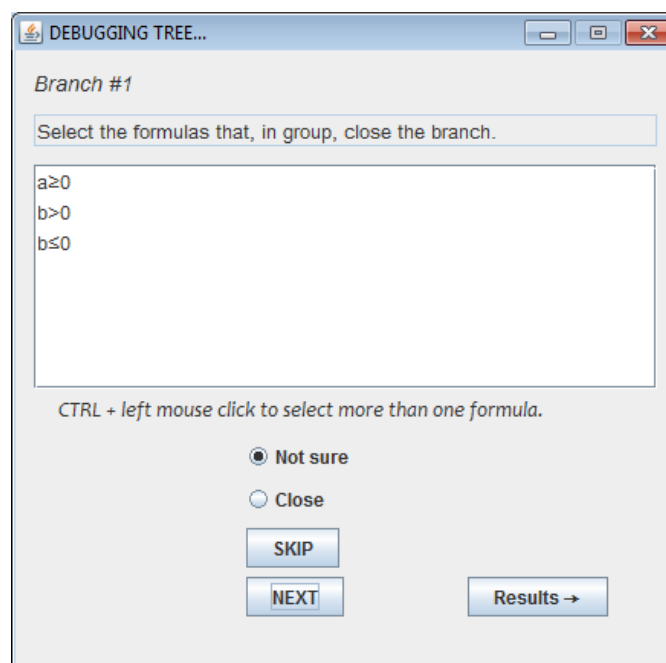 DEBUGGING TREE...
Branch #1
Select the formulas that, in group, close the branch.
a≥0
b>0
b≤0
CTRL + left mouse click to select more than one formula.
Not sure
Close
SKIP
NEXT
Results →